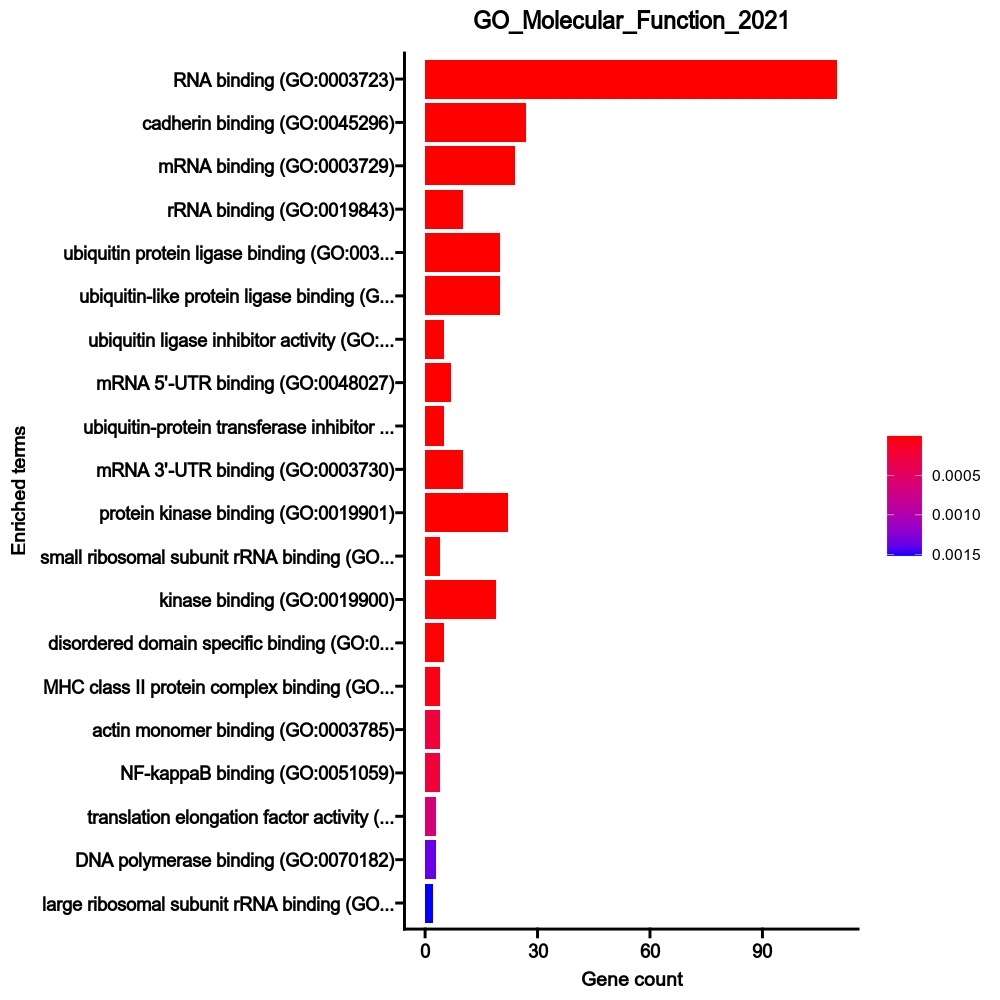 GO_Molecular_Function_2021
RNA binding (GO:0003723)
cadherin binding (GO:0045296)
mRNA binding (GO:0003729)
rRNA binding (GO:0019843)
ubiquitin protein ligase binding (GO:003...
ubiquitin-like protein ligase binding (G...
ubiquitin ligase inhibitor activity (GO:...
mRNA 5'-UTR binding (GO:0048027)
ubiquitin-protein transferase inhibitor ...
mRNA 3'-UTR binding (GO:0003730)
protein kinase binding (GO:0019901)
small ribosomal subunit rRNA binding (GO...
kinase binding (GO:0019900)
disordered domain specific binding (GO:0...
MHC class II protein complex binding (GO...
actin monomer binding (GO:0003785)
NF-kappaB binding (GO:0051059)
translation elongation factor activity (...
DNA polymerase binding (GO:0070182)
large ribosomal subunit rRNA binding (GO...
Enriched terms
0 30 60 90
Gene count
0.0005
0.0010
0.0015